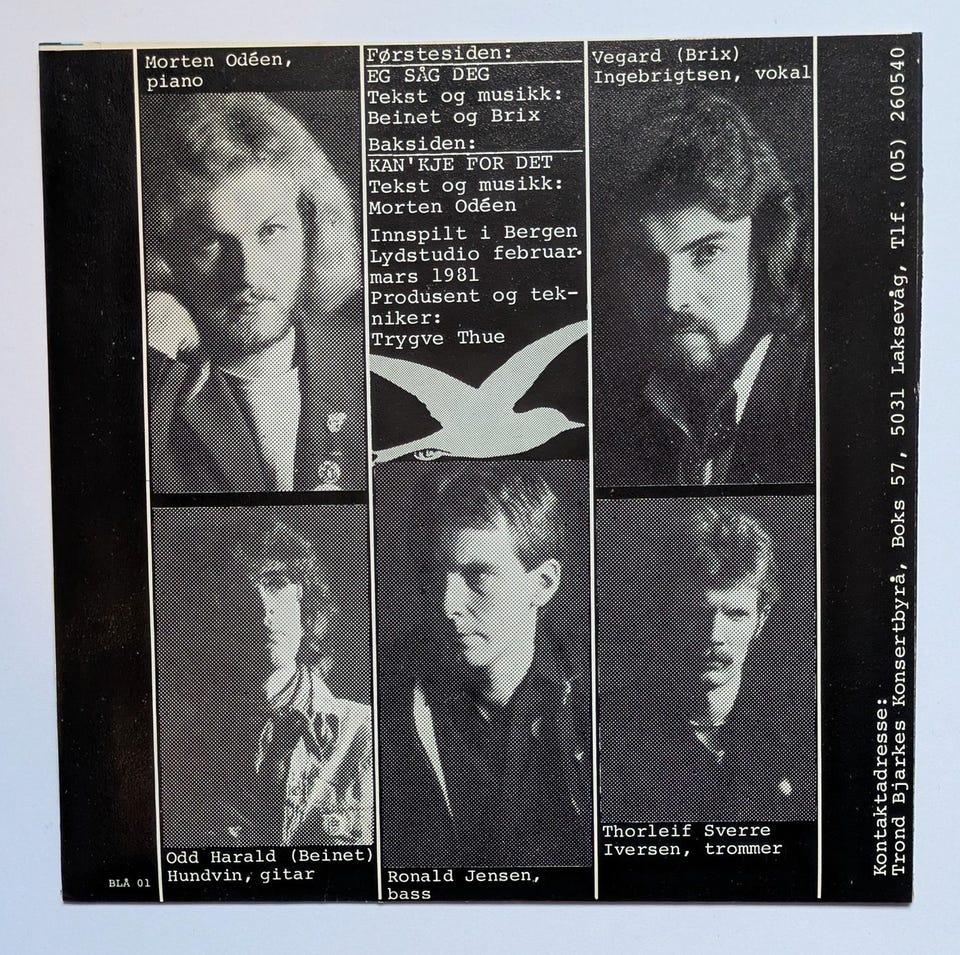 Morten Odéen,
piano
Førstesiden:
EG SÅG DEG
Tekst og musikk:
Beinet og Brix
Baksiden:
KAN'KJE FOR DET
Tekst og musikk:
Morten Odéen
Innspilt i Bergen
Lydstudio februar-
mars 1981
Produsent og tek-
niker:
Trygve Thue
Vegard (Brix)
Ingebrigtsen, vokal
Odd Harald (Beinet)
Hundvin, gitar
Ronald Jensen,
bass
Thorleif Sverre
Iversen, trommer
Kontaktadresse:
Trond Bjarkes Konsertbyrå, Boks 57, 5031 Laksevåg, Tlf. (05) 260540
BLÅ 01